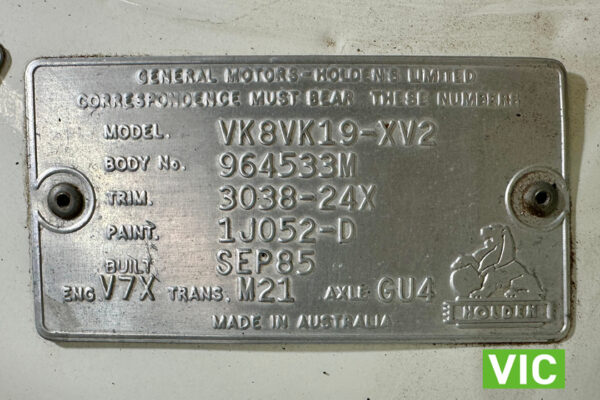 GENERAL MOTORS-HOLDEN'S LIMITED
CORRESPONDENCE MUST BEAR THESE NUMBERS
MODEL. VK8VK19-XV2
BODY No. 964533M
TRIM. 3038-24X
PAINT. 1J052-D
BUILT SEP85
ENG V7X TRANS. M21 AXLE GU4
HOLDEN
MADE IN AUSTRALIA
VIC